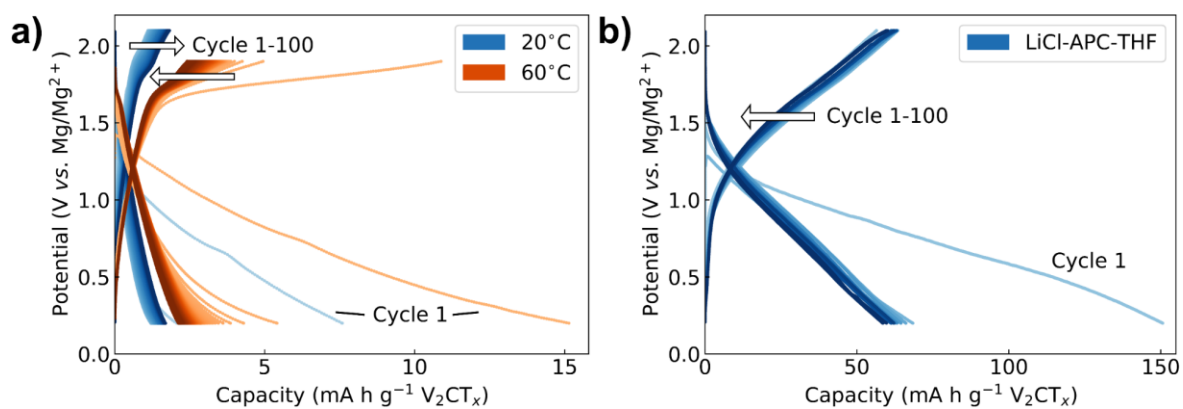 a)
Potential (V vs. Mg/Mg²⁺)
2.0
1.5
1.0
0.5
0.0
Cycle 1-100
20°C
60°C
Cycle 1
0
5
10
15
Capacity (mA h g⁻¹ V₂CTₓ)
b)
Potential (V vs. Mg/Mg²⁺)
2.0
1.5
1.0
0.5
0.0
LiCl-APC-THF
Cycle 1-100
Cycle 1
0
50
100
150
Capacity (mA h g⁻¹ V₂CTₓ)